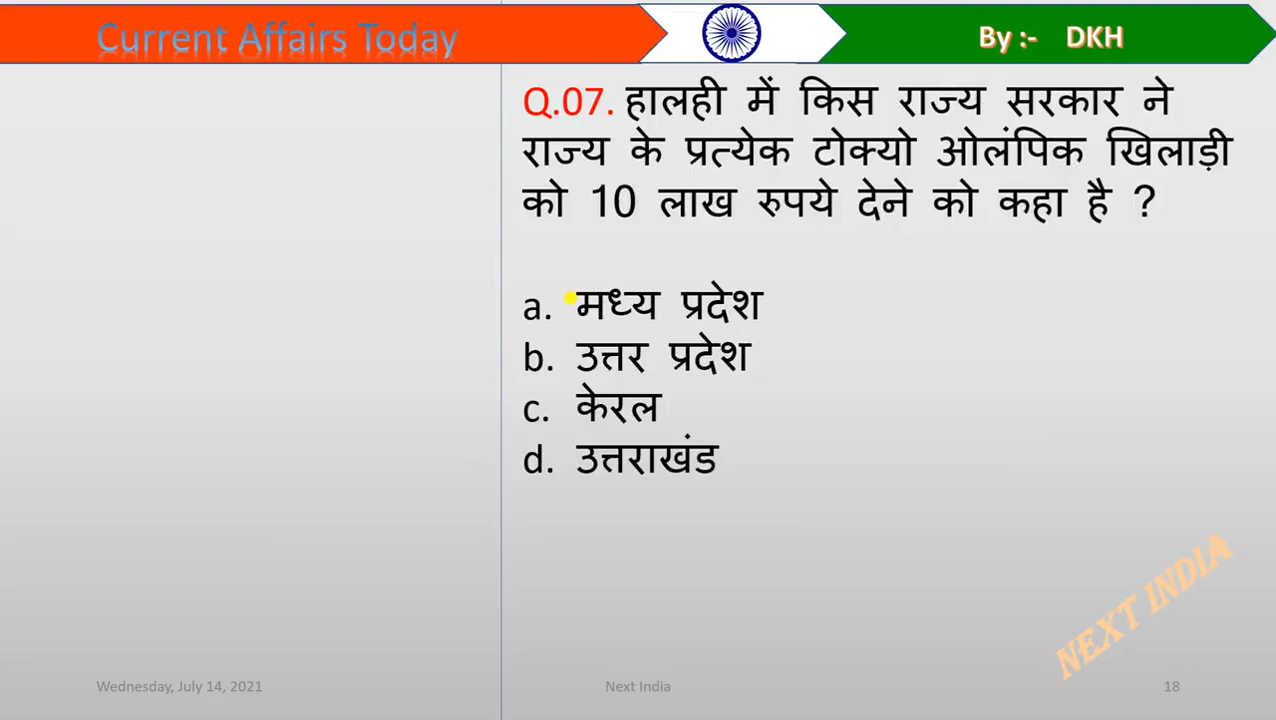 Current Affairs Today
By :- DKH
Q.07. हालही में किस राज्य सरकार ने
राज्य के प्रत्येक टोक्यो ओलंपिक खिलाड़ी
को 10 लाख रुपये देने को कहा है ?
a. मध्य प्रदेश
b. उत्तर प्रदेश
c. केरल
d. उत्तराखंड
NEXT INDIA
Wednesday, July 14, 2021
Next India
18